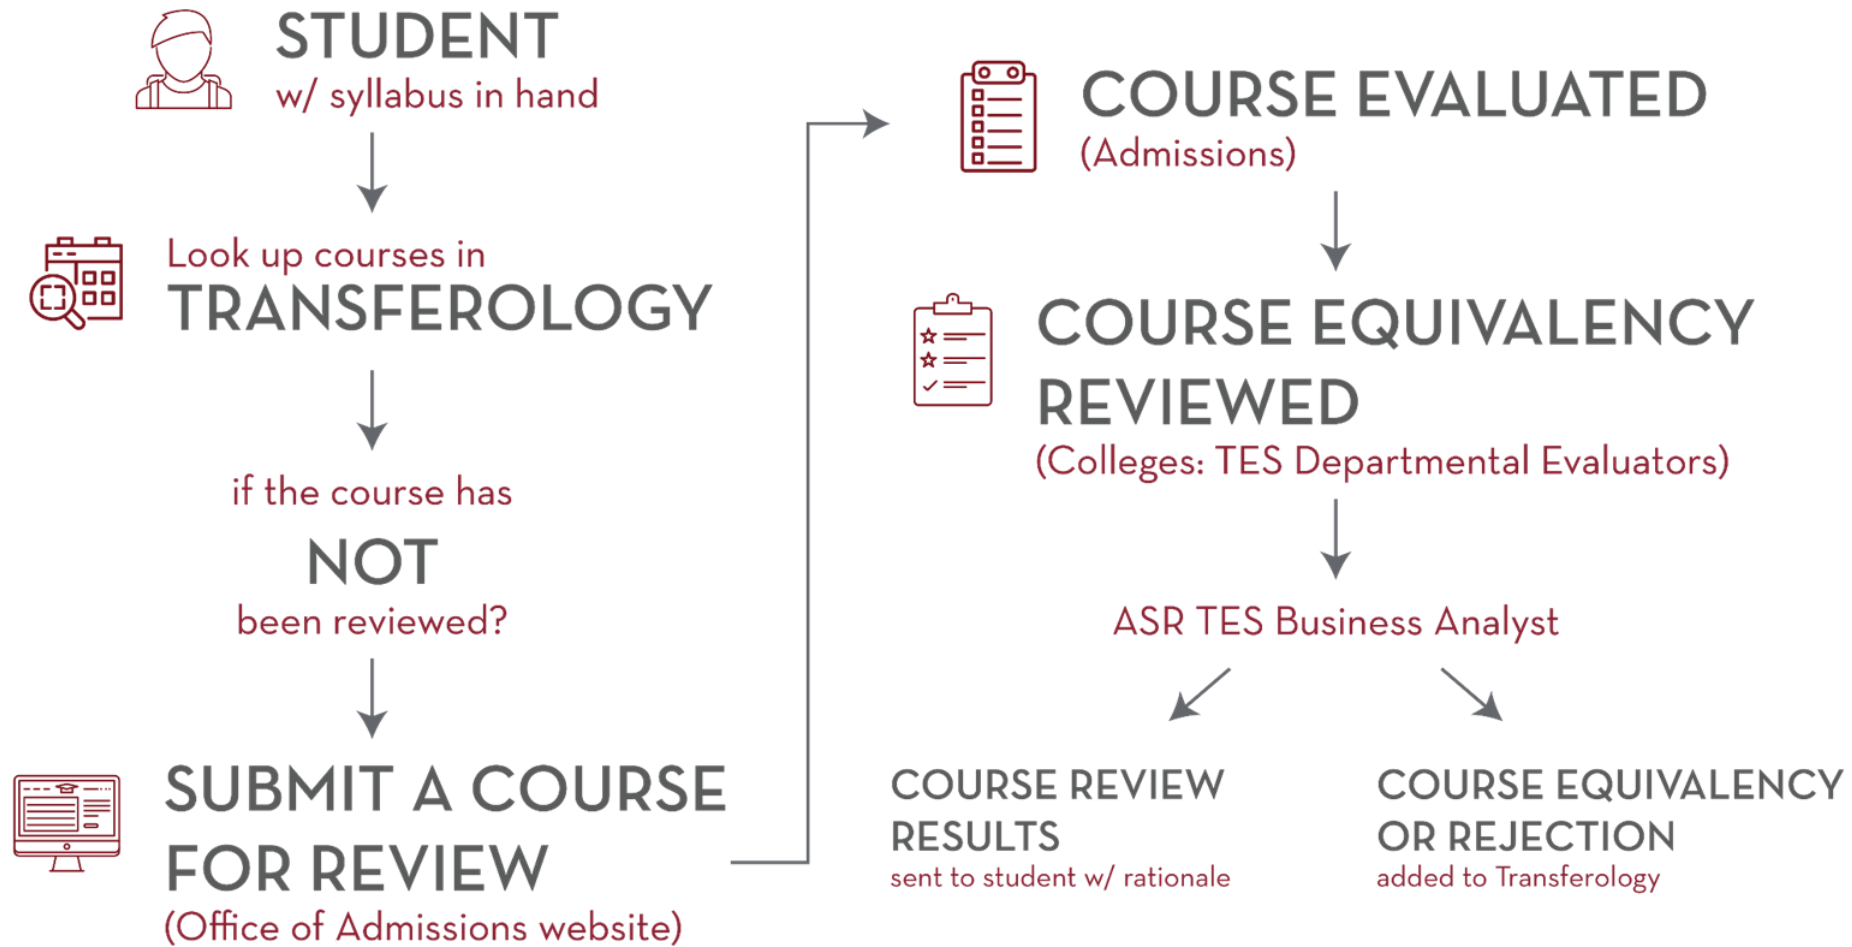 STUDENT
w/ syllabus in hand
Look up courses in
TRANSFEROLOGY
if the course has
NOT
been reviewed?
SUBMIT A COURSE
FOR REVIEW
(Office of Admissions website)
COURSE EVALUATED
(Admissions)
COURSE EQUIVALENCY
REVIEWED
(Colleges: TES Departmental Evaluators)
ASR TES Business Analyst
COURSE REVIEW
RESULTS
sent to student w/ rationale
COURSE EQUIVALENCY
OR REJECTION
added to Transferology